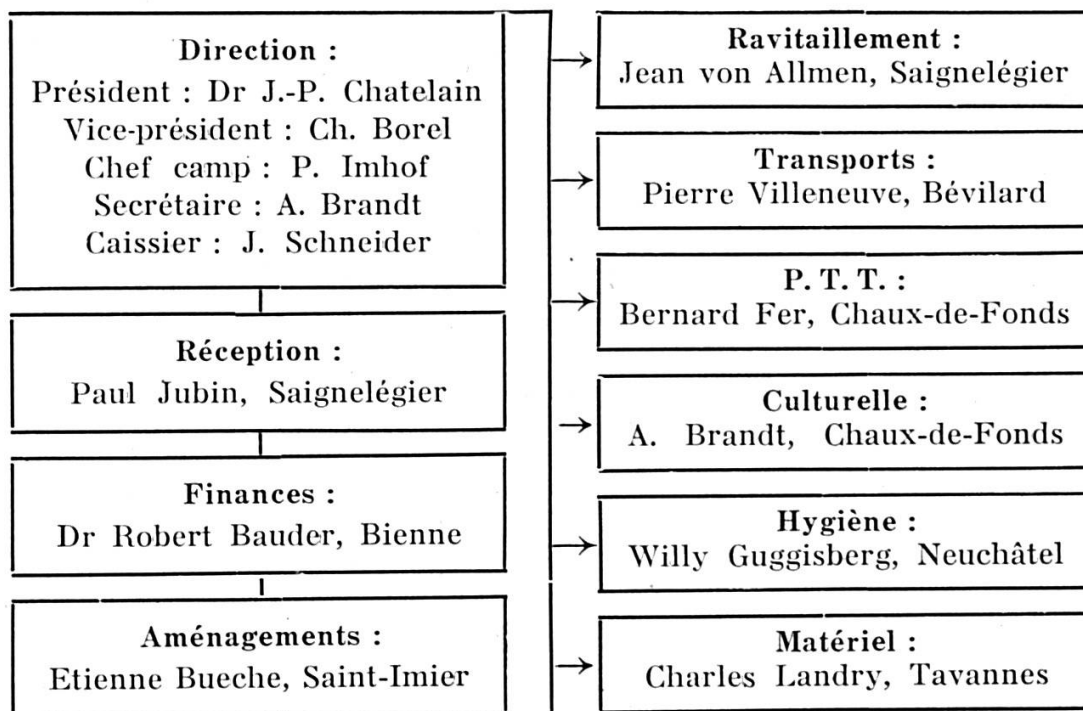 Direction :
Président : Dr J.-P. Chatelain
Vice-président : Ch. Borel
Chef camp : P. Imhof
Secrétaire : A. Brandt
Caissier : J. Schneider
Réception :
Paul Jubin, Saignelégier
Finances :
Dr Robert Bauder, Bienne
Aménagements :
Etienne Bueche, Saint-Imier
Ravitaillement :
Jean von Allmen, Saignelégier
Transports :
Pierre Villeneuve, Bévilard
P. T. T. :
Bernard Fer, Chaux-de-Fonds
Culturelle :
A. Brandt, Chaux-de-Fonds
Hygiène :
Willy Guggisberg, Neuchâtel
Matériel :
Charles Landry, Tavannes